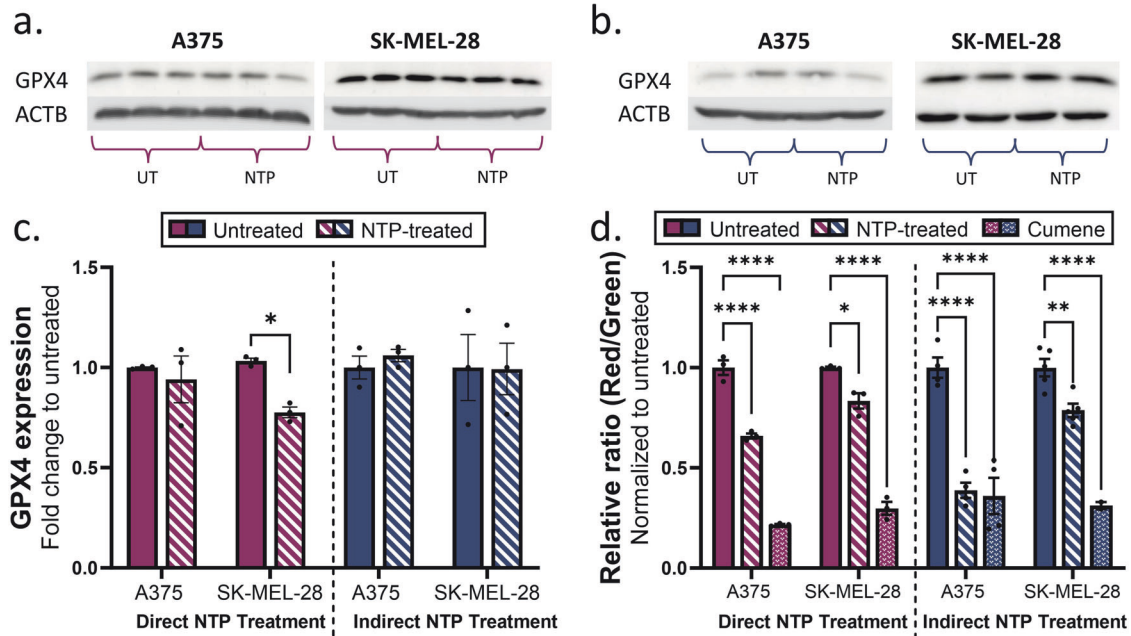 a.
A375
SK-MEL-28
GPX4
ACTB
UT
NTP
UT
NTP
b.
A375
SK-MEL-28
GPX4
ACTB
UT
NTP
UT
NTP
c.
Untreated
NTP-treated
GPX4 expression
Fold change to untreated
1.5
1.0
0.5
0.0
*
A375
SK-MEL-28
A375
SK-MEL-28
Direct NTP Treatment
Indirect NTP Treatment
d.
Untreated
NTP-treated
Cumene
Relative ratio (Red/Green)
Normalized to untreated
1.5
1.0
0.5
0.0
****
****
****
*
****
****
****
**
A375
SK-MEL-28
A375
SK-MEL-28
Direct NTP Treatment
Indirect NTP Treatment